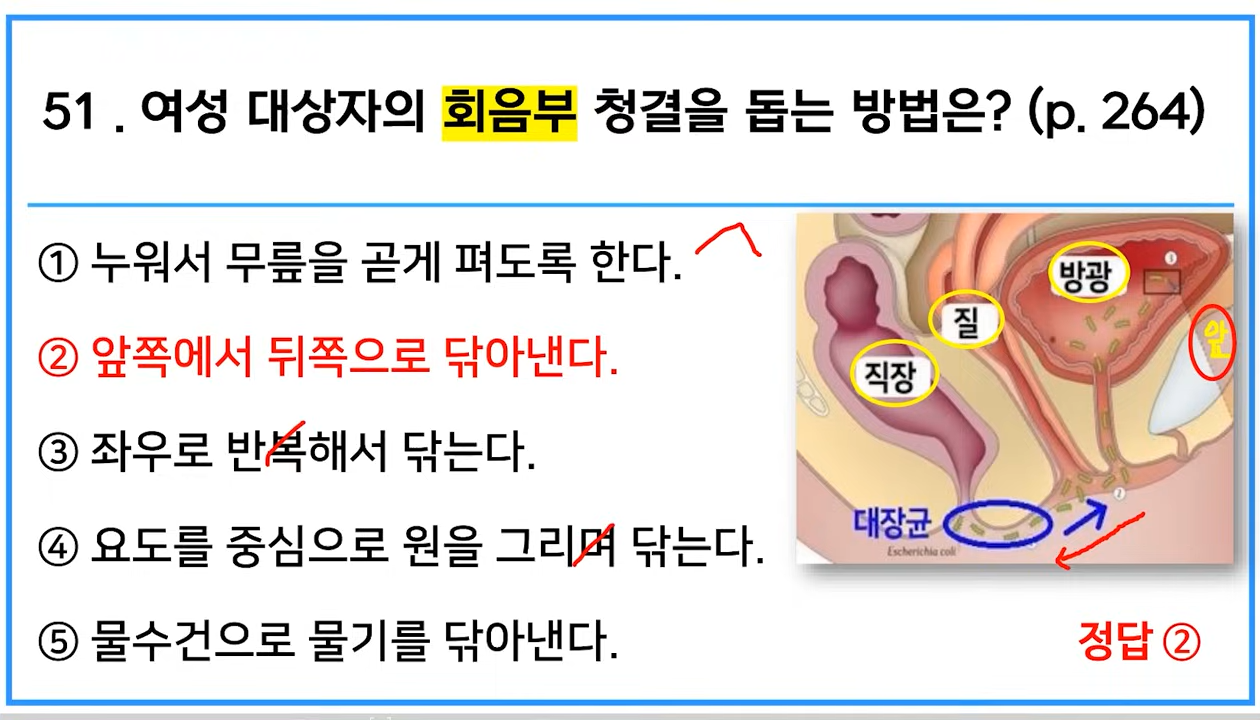 51 . 여성 대상자의 회음부 청결을 돕는 방법은? (p. 264)
① 누워서 무릎을 곧게 펴도록 한다.
② 앞쪽에서 뒤쪽으로 닦아낸다.
③ 좌우로 반복해서 닦는다.
④ 요도를 중심으로 원을 그리며 닦는다.
⑤ 물수건으로 물기를 닦아낸다.
방광
질
앞
직장
대장균
Escherichia coli
정답 ②